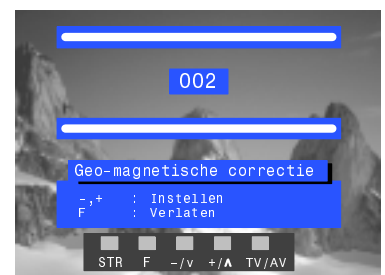 002
Geo-magnetische correctie
-,+ : Instellen
F : Verlaten
STR F -/v -+/∧ TV/AV